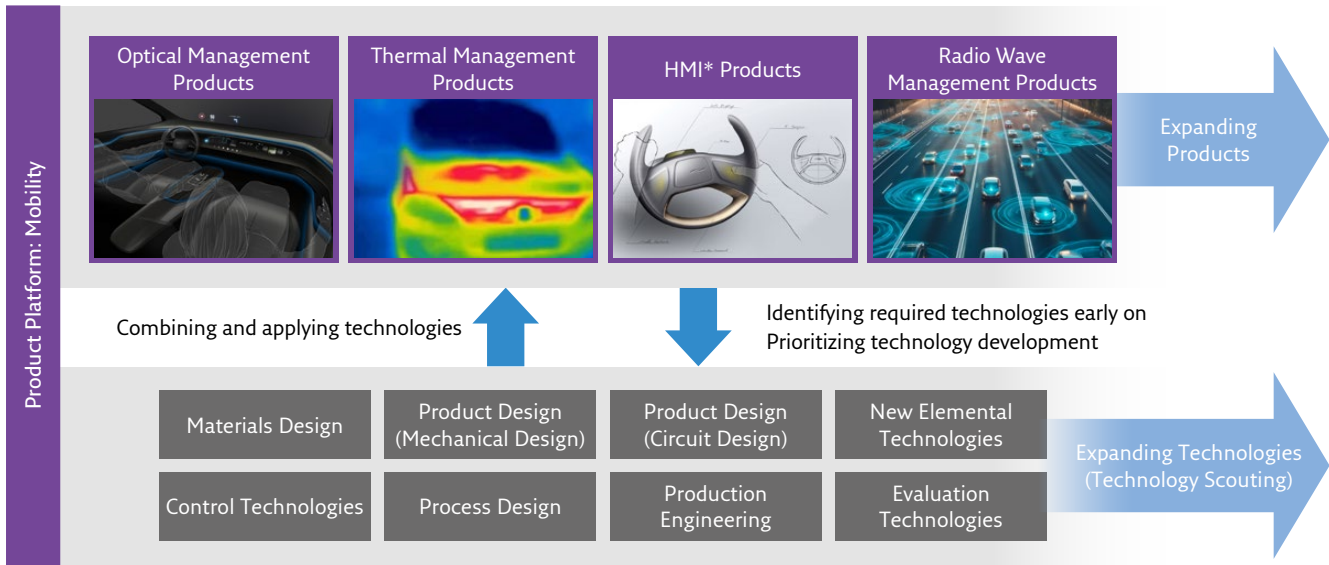 Product Platform: Mobility
Optical Management
Products
Thermal Management
Products
HMI* Products
Radio Wave
Management Products
Expanding
Products
Combining and applying technologies
Identifying required technologies early on
Prioritizing technology development
Materials Design
Product Design
(Mechanical Design)
Product Design
(Circuit Design)
New Elemental
Technologies
Control Technologies
Process Design
Production
Engineering
Evaluation
Technologies
Expanding Technologies
(Technology Scouting)